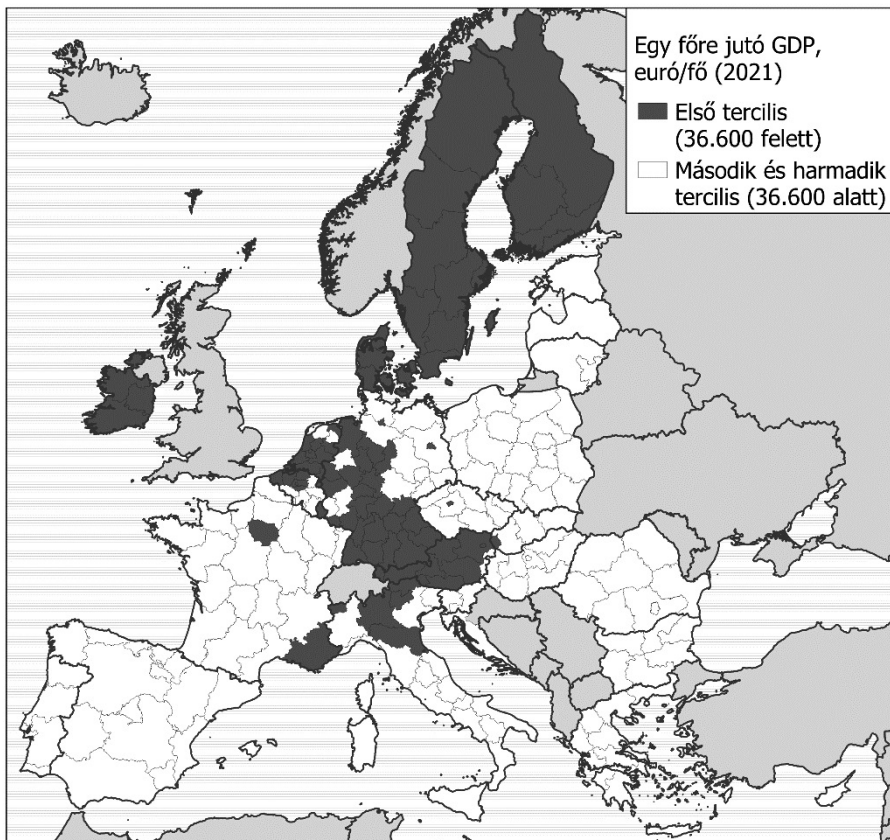 Egy főre jutó GDP,
euró/fő (2021)
Első tercilis
(36.600 felett)
Második és harmadik
tercilis (36.600 alatt)